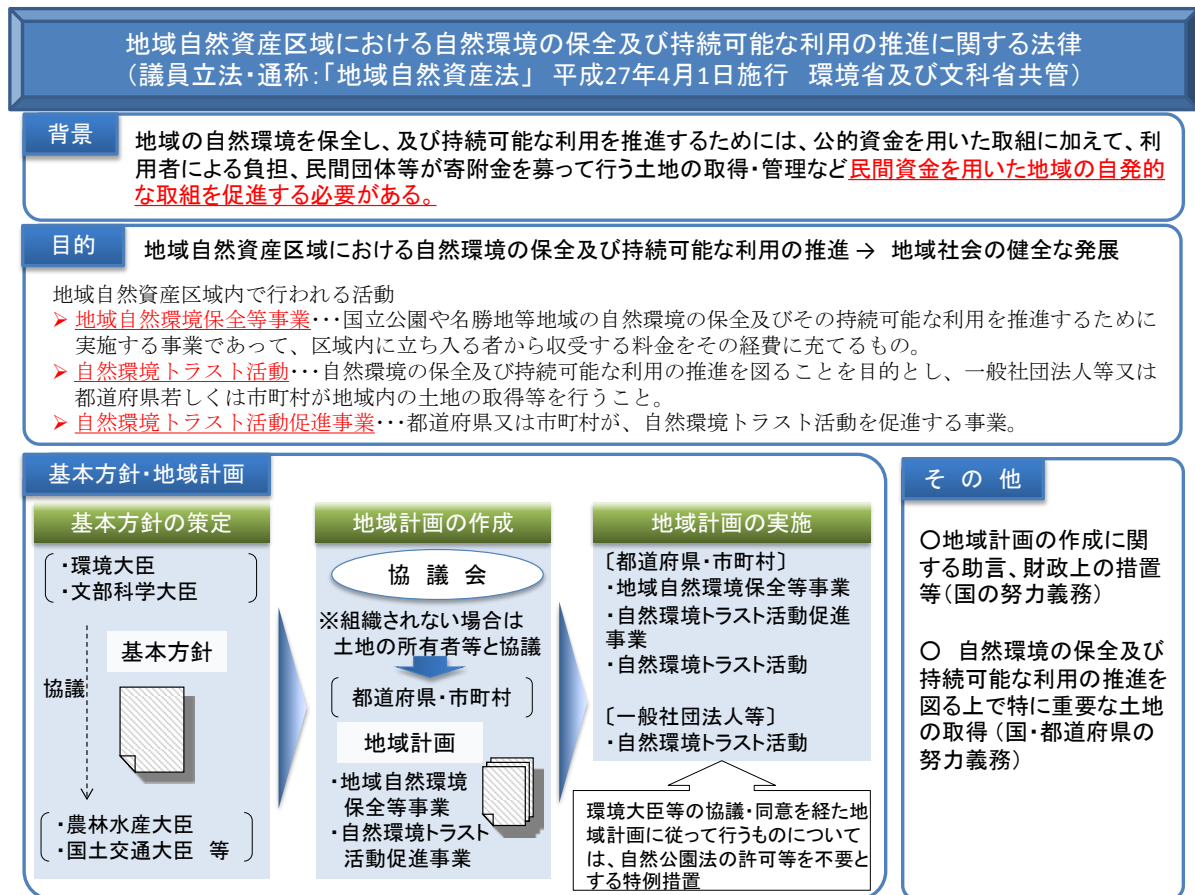 地域自然資産区域における自然環境の保全及び持続可能な利用の推進に関する法律
（議員立法・通称：「地域自然資産法」 平成27年4月1日施行 環境省及び文科省共管）
背景
地域の自然環境を保全し、及び持続可能な利用を推進するためには、公的資金を用いた取組に加えて、利
用者による負担、民間団体等が寄附金を募って行う土地の取得・管理など民間資金を用いた地域の自発的
な取組を促進する必要がある。
目的
地域自然資産区域における自然環境の保全及び持続可能な利用の推進 → 地域社会の健全な発展
地域自然資産区域内で行われる活動
➢ 地域自然環境保全等事業･･･国立公園や名勝地等地域の自然環境の保全及びその持続可能な利用を推進するために
実施する事業であって、区域内に立ち入る者から収受する料金をその経費に充てるもの。
➢ 自然環境トラスト活動･･･自然環境の保全及び持続可能な利用の推進を図ることを目的とし、一般社団法人等又は
都道府県若しくは市町村が地域内の土地の取得等を行うこと。
➢ 自然環境トラスト活動促進事業･･･都道府県又は市町村が、自然環境トラスト活動を促進する事業。
基本方針・地域計画
基本方針の策定
・環境大臣
・文部科学大臣
基本方針
協議
・農林水産大臣
・国土交通大臣 等
地域計画の作成
協 議 会
※組織されない場合は
土地の所有者等と協議
都道府県・市町村
地域計画
・地域自然環境
保全等事業
・自然環境トラスト
活動促進事業
地域計画の実施
〔都道府県・市町村〕
・地域自然環境保全等事業
・自然環境トラスト活動促進
事業
・自然環境トラスト活動
〔一般社団法人等〕
・自然環境トラスト活動
環境大臣等の協議・同意を経た地
域計画に従って行うものについて
は、自然公園法の許可等を不要と
する特例措置
そ の 他
○地域計画の作成に関
する助言、財政上の措置
等（国の努力義務）
○ 自然環境の保全及び
持続可能な利用の推進を
図る上で特に重要な土地
の取得（国・都道府県の
努力義務）